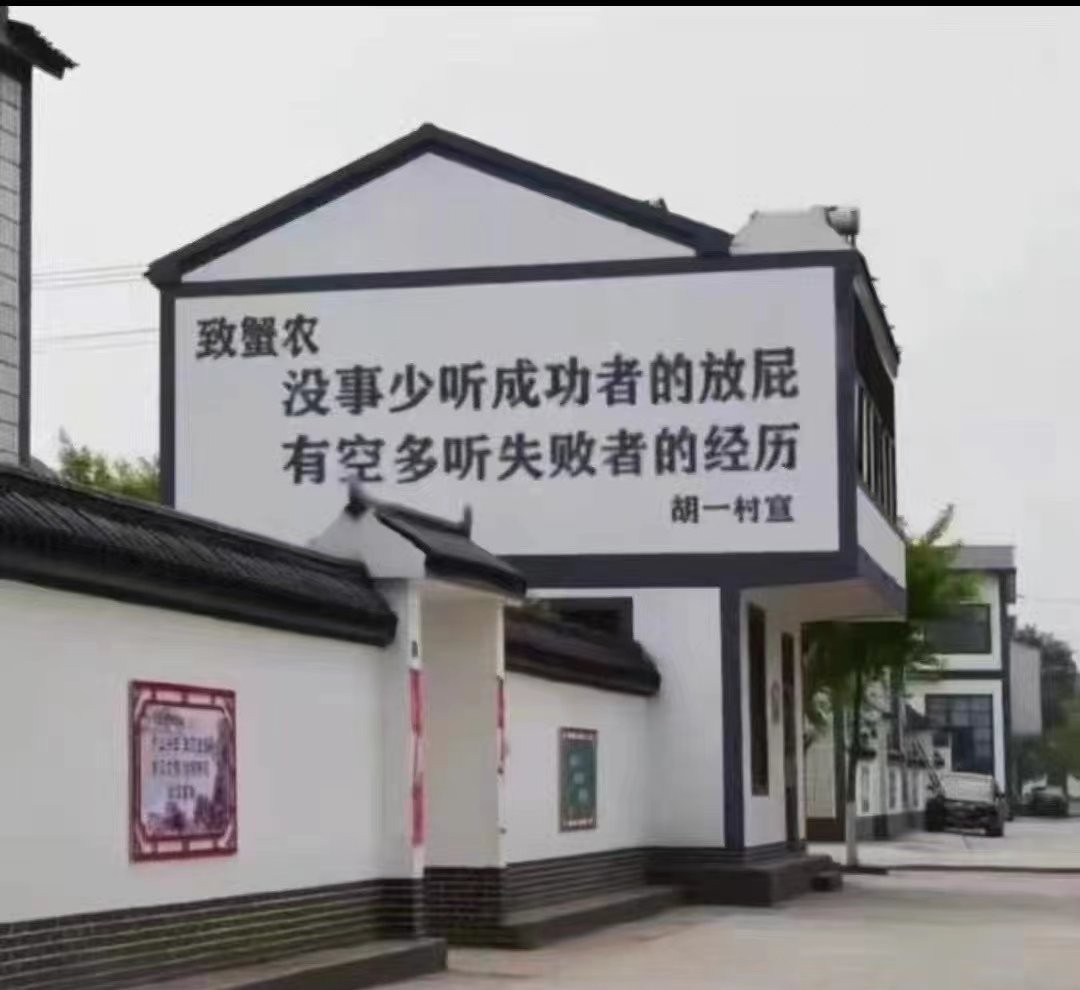 致蟹农
没事少听成功者的放屁
有空多听失败者的经历
胡一村宣